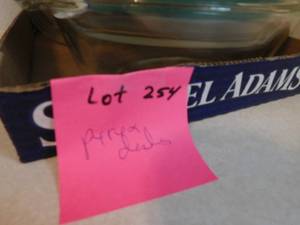 Lot 254
EL ADAMS
pyrex
dish